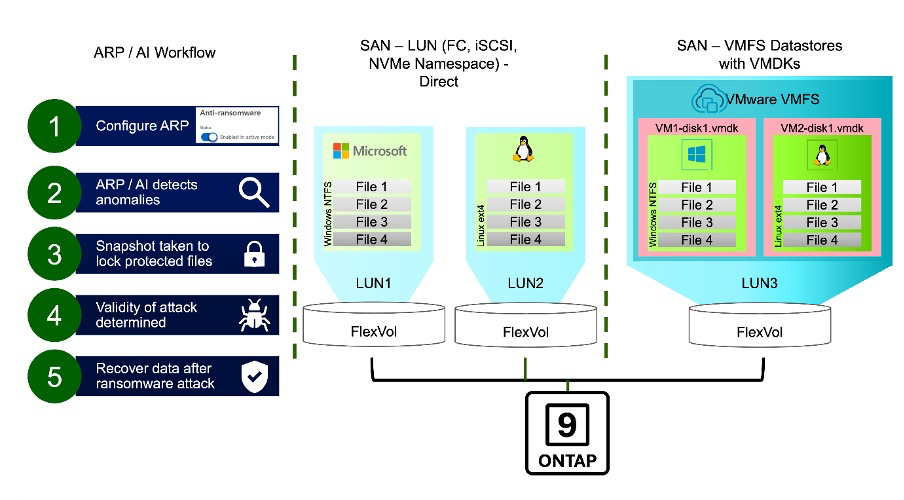 ARP / AI Workflow
1
Configure ARP
Anti-ransomware
Status
Enabled in active mode
2
ARP / AI detects
anomalies
3
Snapshot taken to
lock protected files
4
Validity of attack
determined
5
Recover data after
ransomware attack
SAN – LUN (FC, iSCSI,
NVMe Namespace) -
Direct
Microsoft
Windows NTFS
File 1
File 2
File 3
File 4
LUN1
FlexVol
Linux ext4
File 1
File 2
File 3
File 4
LUN2
FlexVol
SAN – VMFS Datastores
with VMDKs
VMware VMFS
VM1-disk1.vmdk
Windows NTFS
File 1
File 2
File 3
File 4
VM2-disk1.vmdk
Linux ext4
File 1
File 2
File 3
File 4
LUN3
FlexVol
9
ONTAP